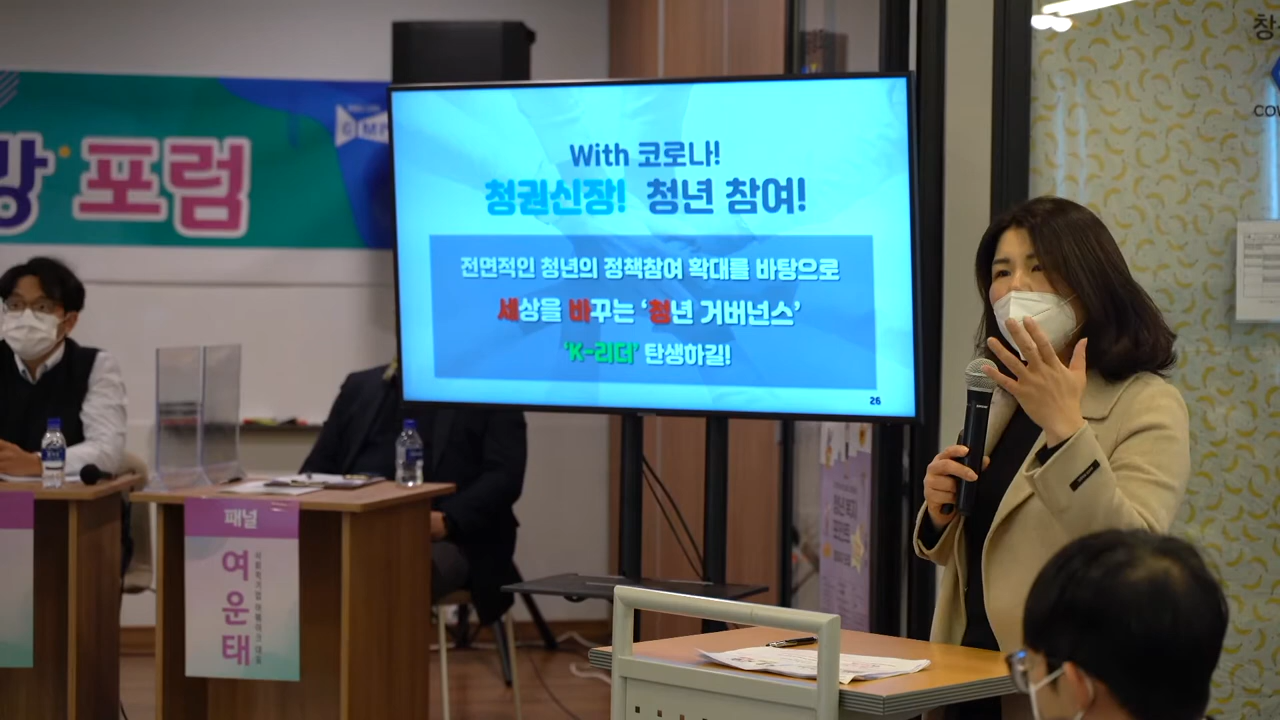 포럼
With 코로나!
청권신장! 청년 참여!
전면적인 청년의 정책참여 확대를 바탕으로
세상을 바꾸는 '청년 거버넌스'
'K-리더' 탄생하길!
26
패널
여운태
창